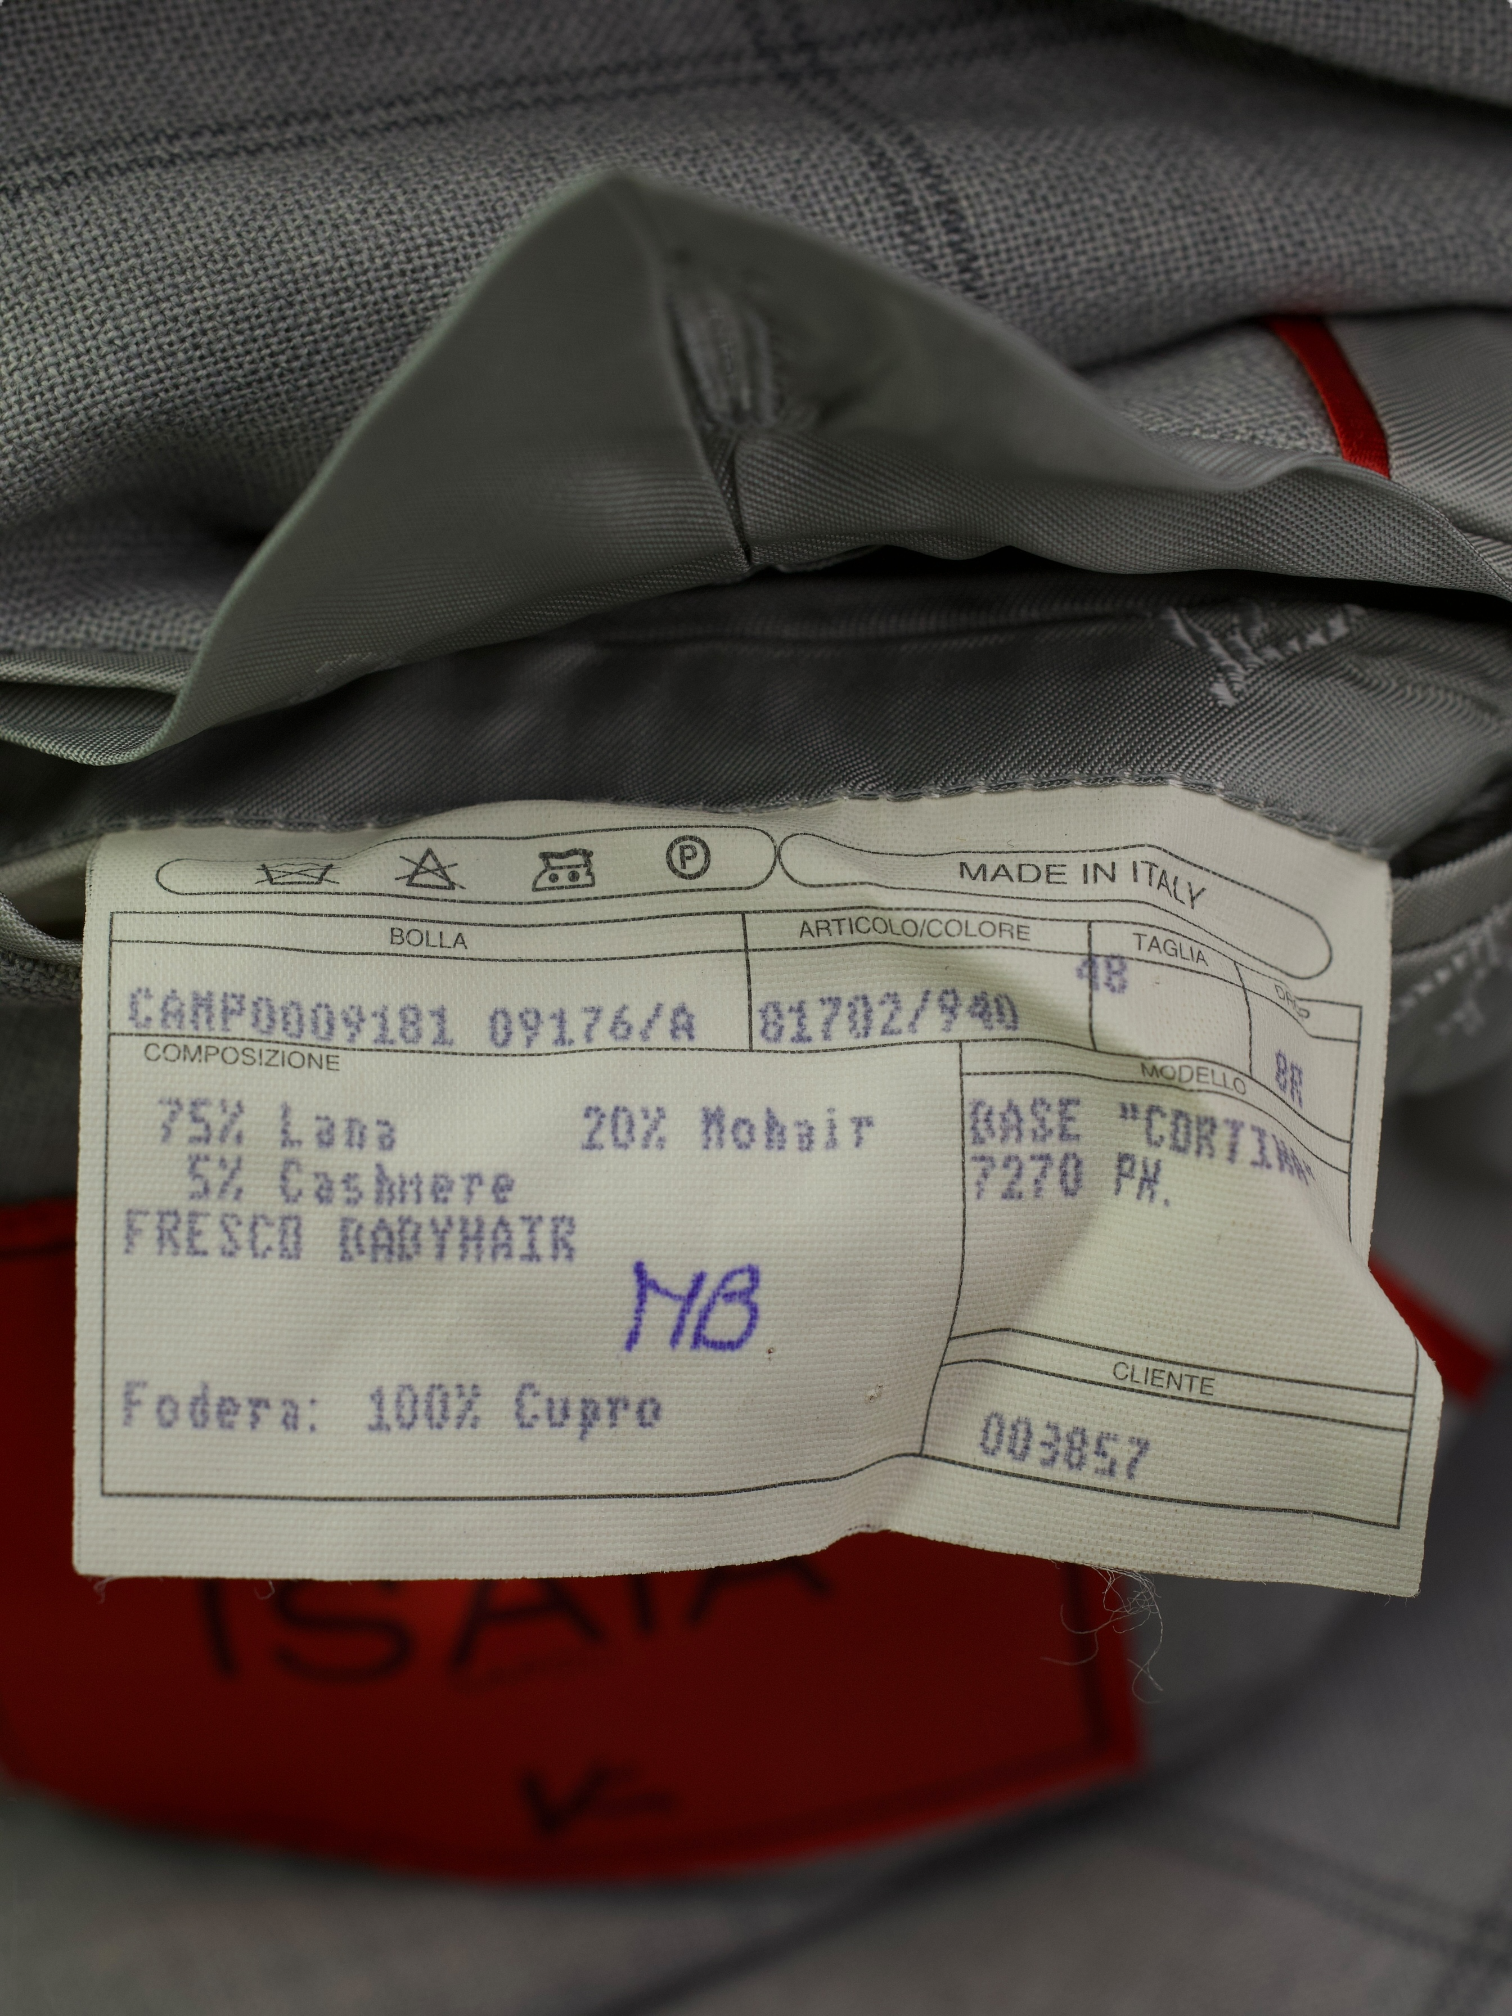 P
MADE IN ITALY
BOLLA
ARTICOLO/COLORE
TAGLIA
CAMP0009181 09176/A
81702/940
48
8R
COMPOSIZIONE
MODELLO
75% Lana 20% Mohair
5% Cashmere
FRESCO BABYHAIR
BASE "CORTINA"
7270 PH.
MB
Fodera: 100% Cupro
CLIENTE
003857
ISAIA